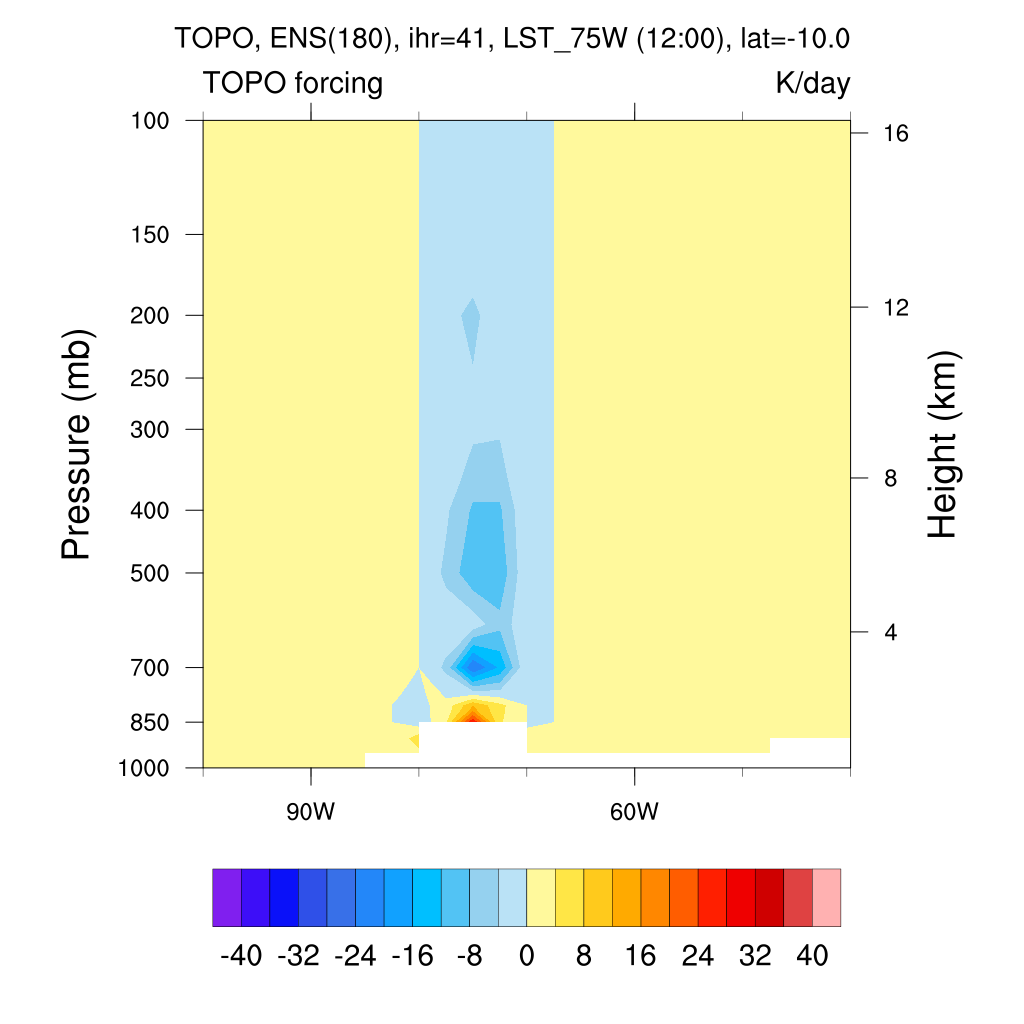 TOPO, ENS(180), ihr=41, LST_75W (12:00), lat=-10.0
TOPO forcing
K/day
100
150
200
250
300
400
500
700
850
1000
Pressure (mb)
16
12
8
4
Height (km)
90W
60W
-40 -32 -24 -16 -8 0 8 16 24 32 40